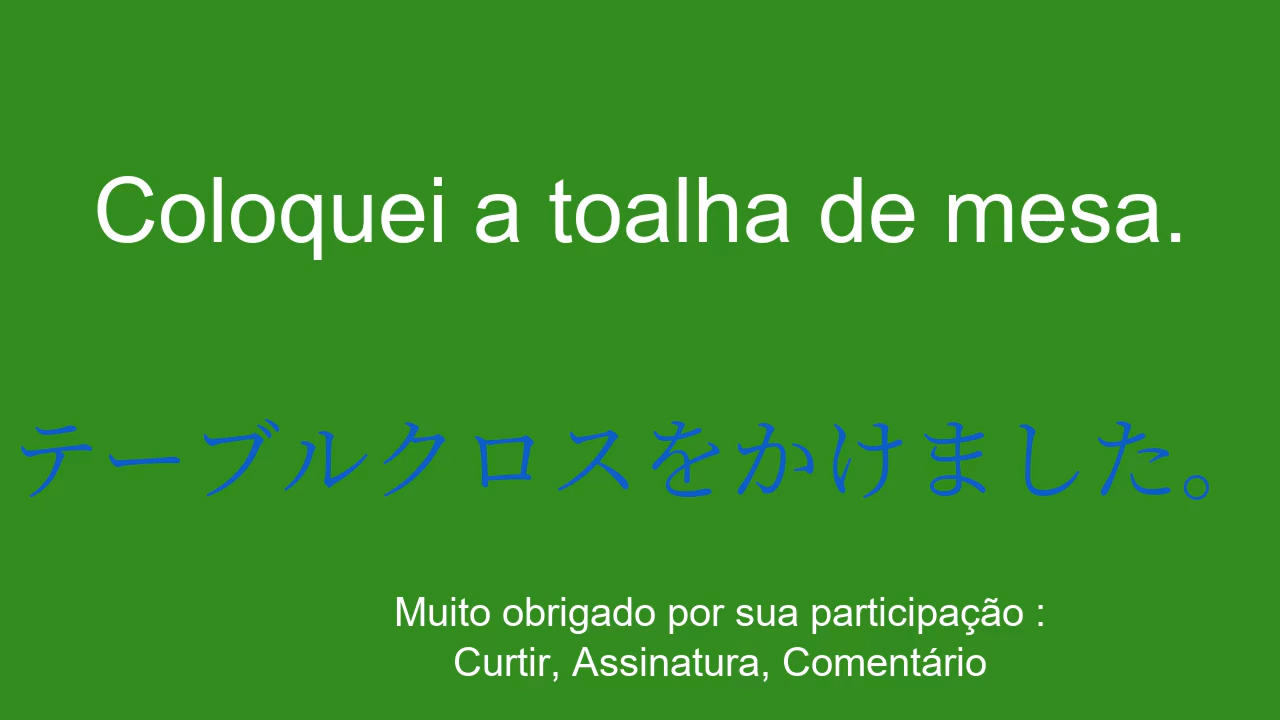 Coloquei a toalha de mesa.
テーブルクロスをかけました。
Muito obrigado por sua participação :
Curtir, Assinatura, Comentário